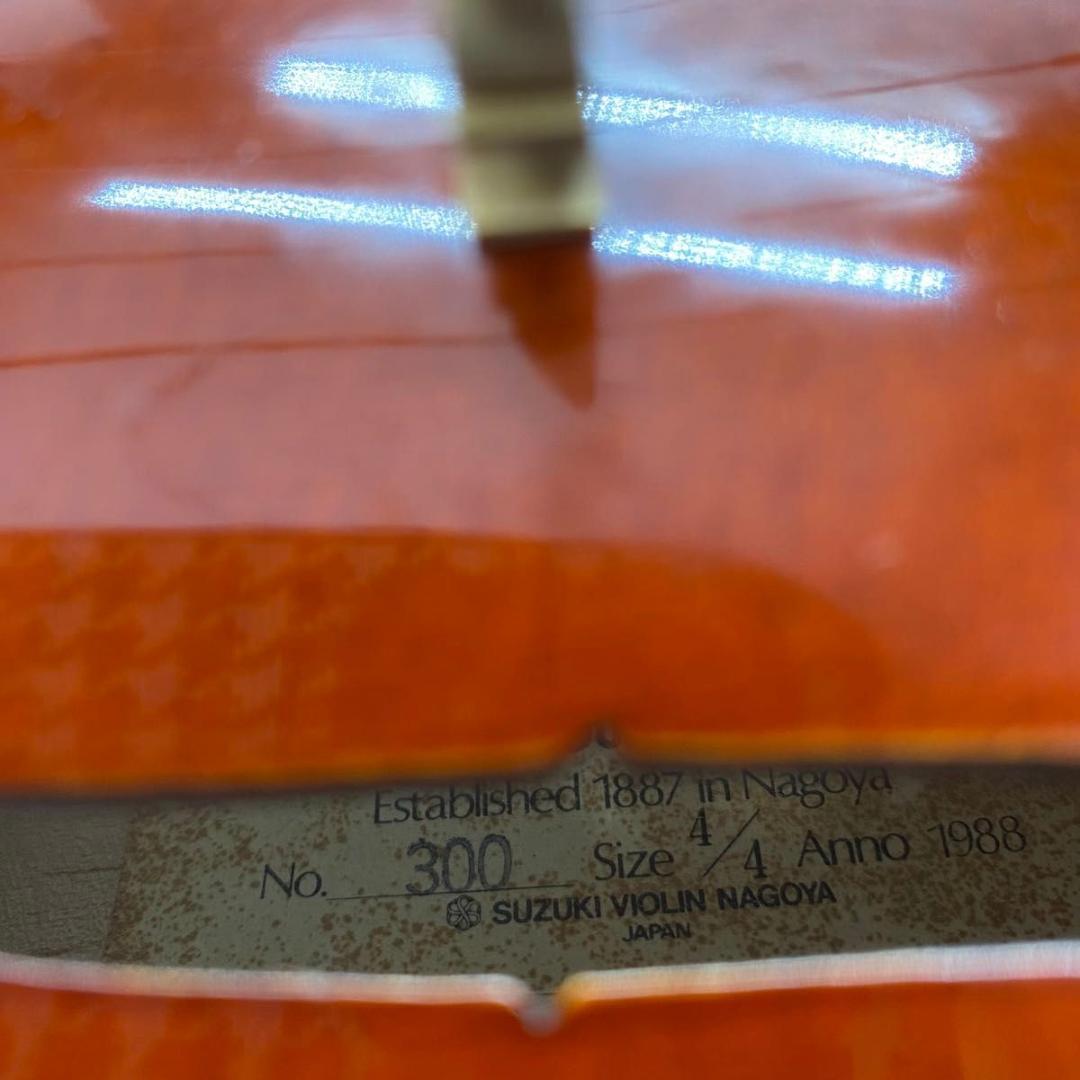 Established 1887 in Nagoya
No. 300 Size 4/4 Anno 1988
SUZUKI VIOLIN NAGOYA
JAPAN